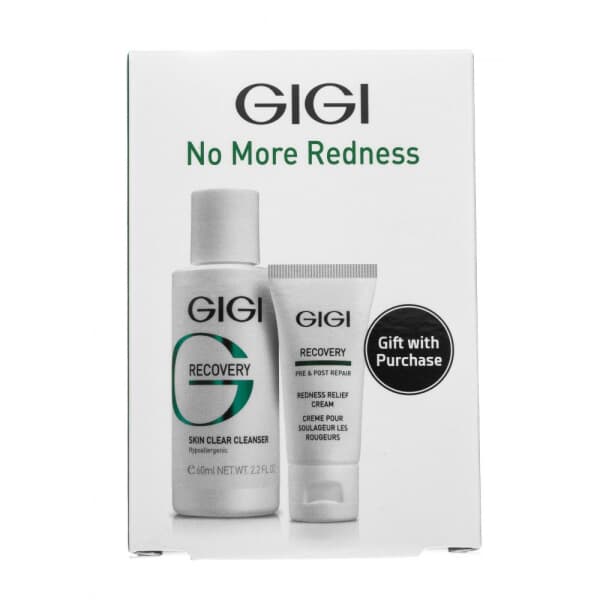 GIGI
No More Redness
GIGI
RECOVERY
SKIN CLEAR CLEANSER
Hypoallergenic
℮:60ml NET WT. 2.2 FL OZ
GIGI
RECOVERY
PRE & POST REPAIR
REDNESS RELIEF
CREAM
CREME POUR
SOULAGEUR LES
ROUGEURS
Gift with
Purchase